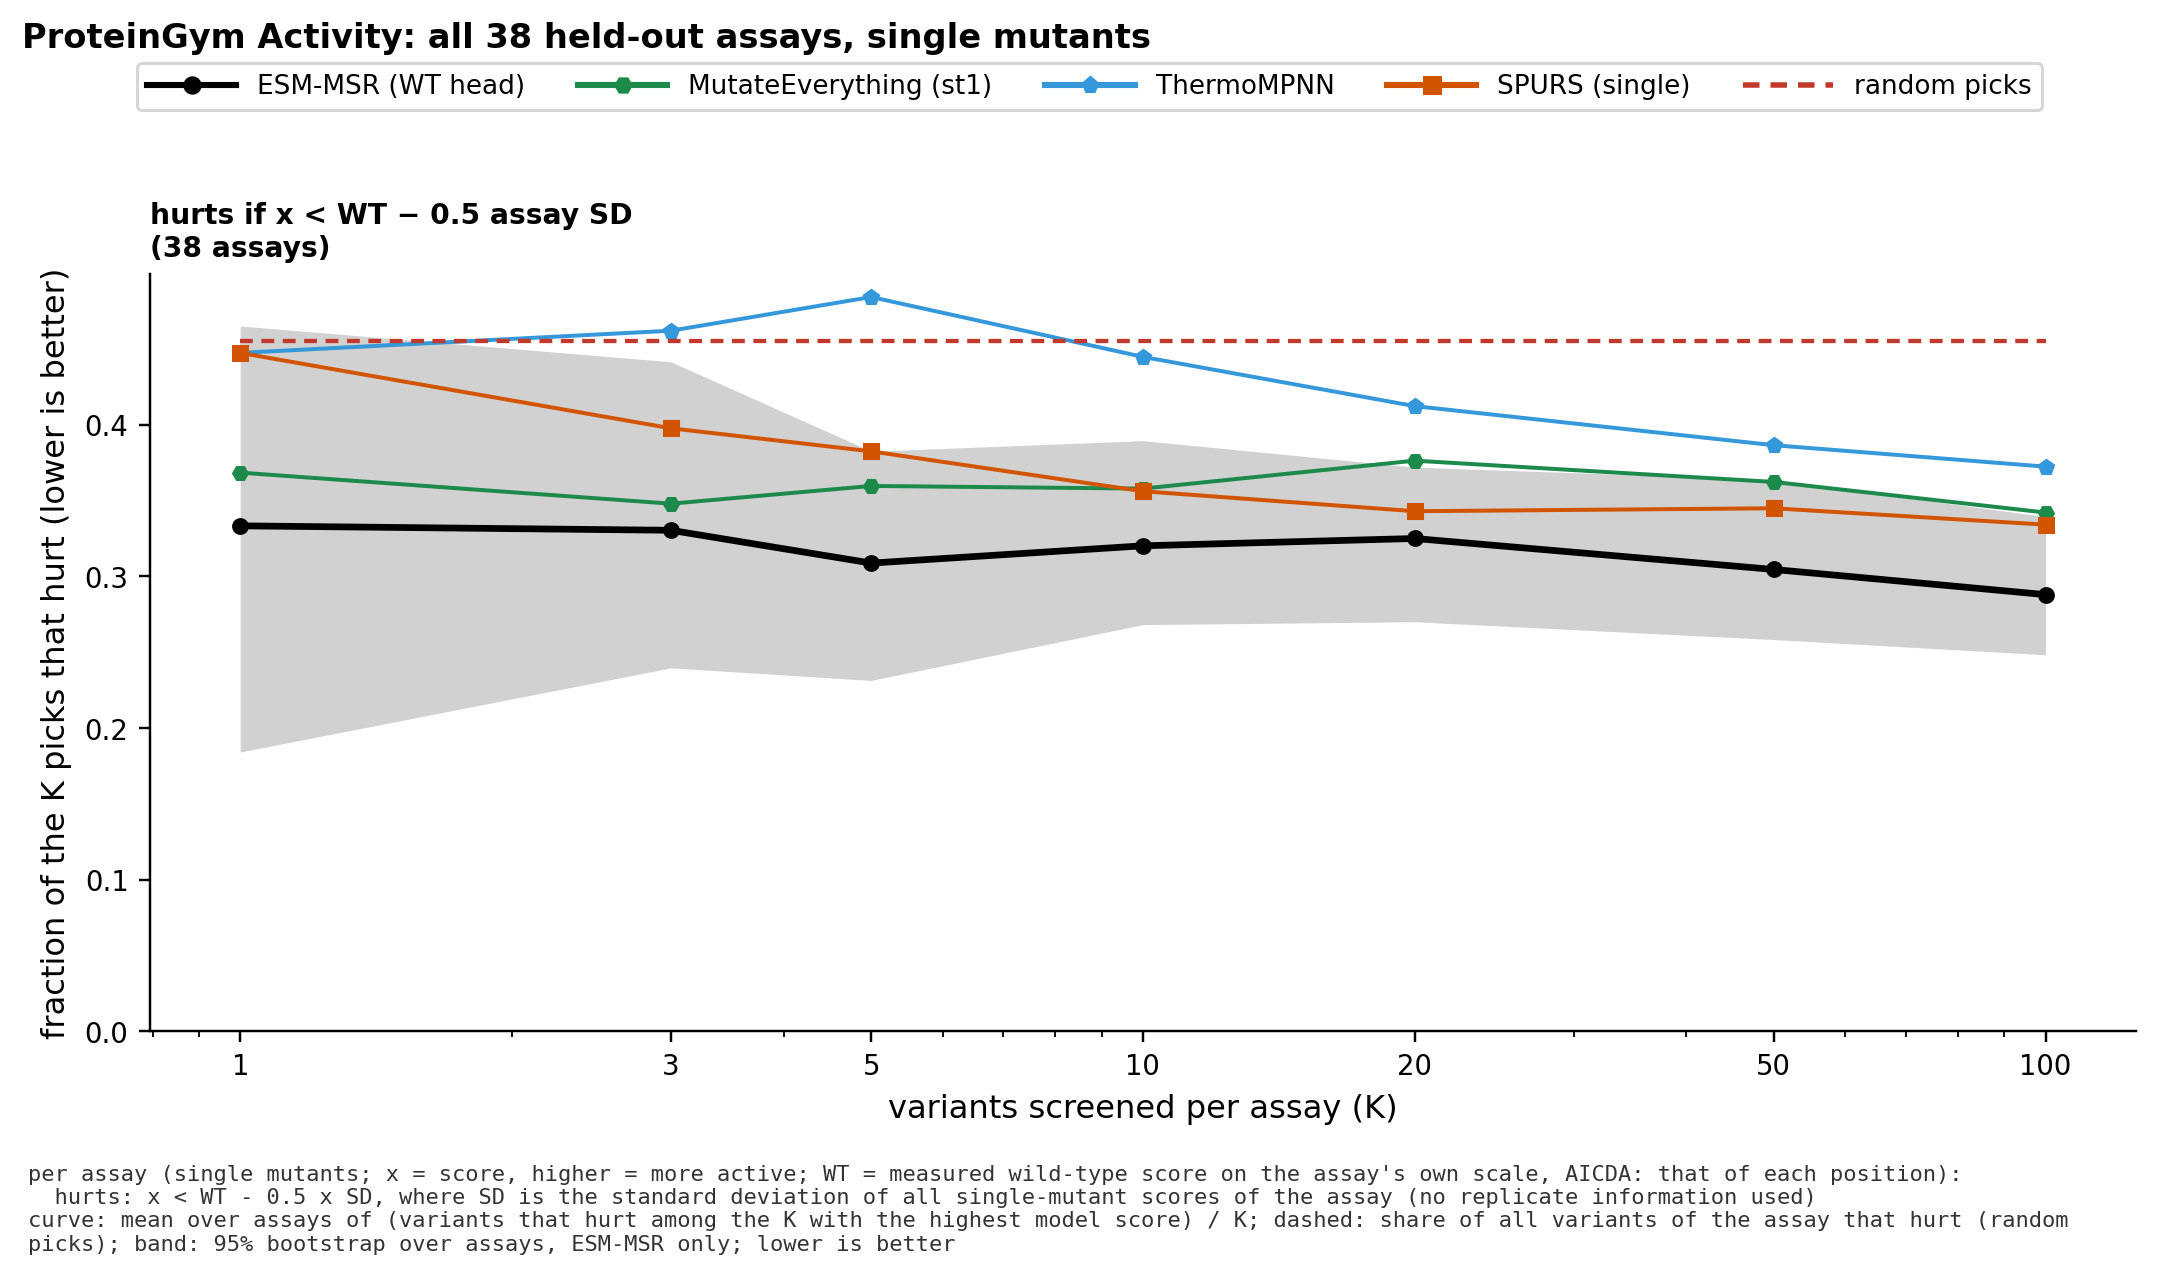 ProteinGym Activity: all 38 held-out assays, single mutants
ESM-MSR (WT head) MutateEverything (st1) ThermoMPNN SPURS (single) random picks
hurts if x < WT − 0.5 assay SD
(38 assays)
fraction of the K picks that hurt (lower is better)
0.4
0.3
0.2
0.1
0.0
1 3 5 10 20 50 100
variants screened per assay (K)
per assay (single mutants; x = score, higher = more active; WT = measured wild-type score on the assay's own scale, AICDA: that of each position):
hurts: x < WT - 0.5 x SD, where SD is the standard deviation of all single-mutant scores of the assay (no replicate information used)
curve: mean over assays of (variants that hurt among the K with the highest model score) / K; dashed: share of all variants of the assay that hurt (random
picks); band: 95% bootstrap over assays, ESM-MSR only; lower is better